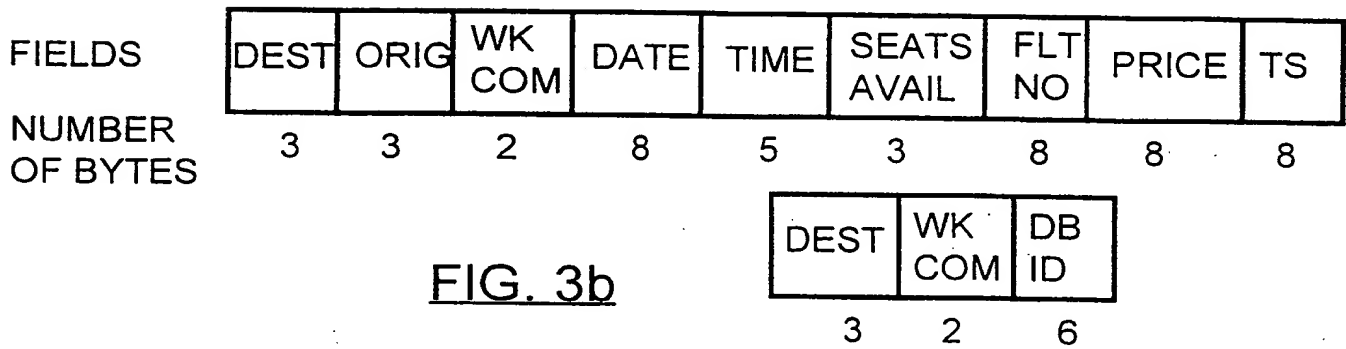 FIELDS DEST ORIG WK COM DATE TIME SEATS AVAIL FLT NO PRICE TS
NUMBER OF BYTES 3 3 2 8 5 3 8 8 8
DEST WK COM DB ID
FIG. 3b
3 2 6